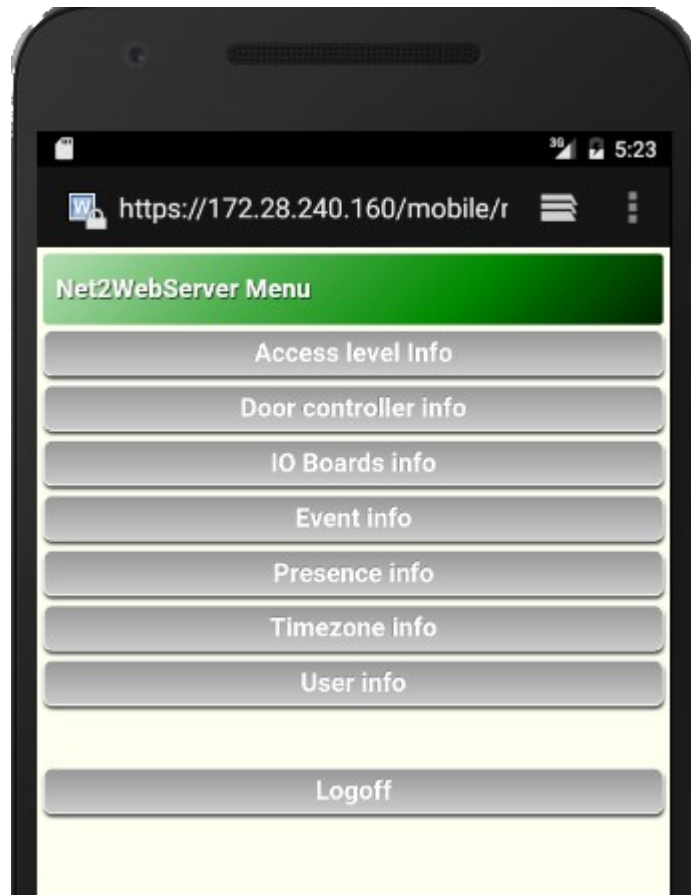 3G 5:23
W https://172.28.240.160/mobile/r
Net2WebServer Menu
Access level Info
Door controller info
IO Boards info
Event info
Presence info
Timezone info
User info
Logoff